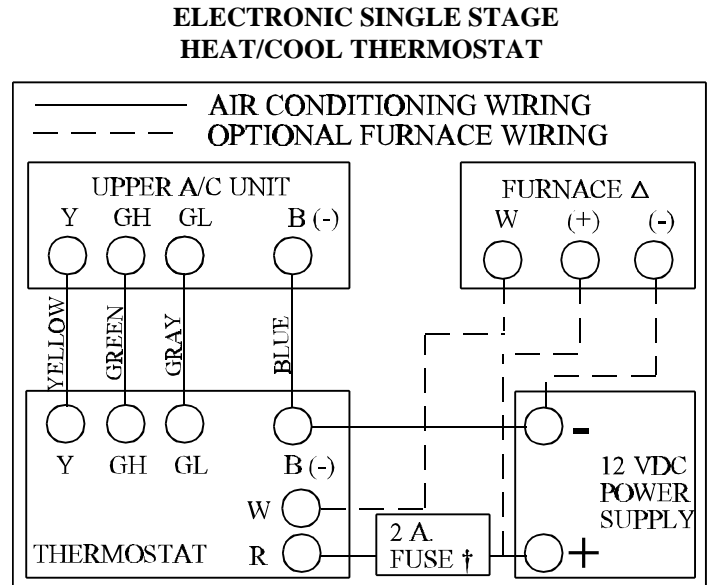 ELECTRONIC SINGLE STAGE
HEAT/COOL THERMOSTAT
AIR CONDITIONING WIRING
OPTIONAL FURNACE WIRING
UPPER A/C UNIT
Y GH GL B (-)
FURNACE Δ
W (+) (-)
YELLOW
GREEN
GRAY
BLUE
Y GH GL B (-)
W
R
THERMOSTAT
2 A.
FUSE †
-
+
12 VDC
POWER
SUPPLY